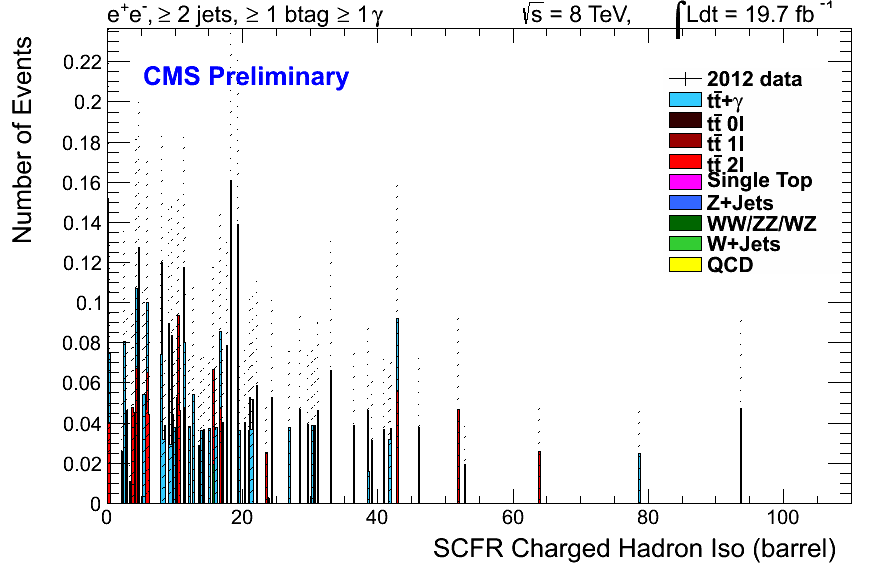 e⁺e⁻, ≥ 2 jets, ≥ 1 btag ≥ 1 γ
√s = 8 TeV, ∫Ldt = 19.7 fb⁻¹
Number of Events
CMS Preliminary
2012 data
tt̄+γ
tt̄ 0l
tt̄ 1l
tt̄ 2l
Single Top
Z+Jets
WW/ZZ/WZ
W+Jets
QCD
0.22
0.2
0.18
0.16
0.14
0.12
0.1
0.08
0.06
0.04
0.02
0
0 20 40 60 80 100
SCFR Charged Hadron Iso (barrel)